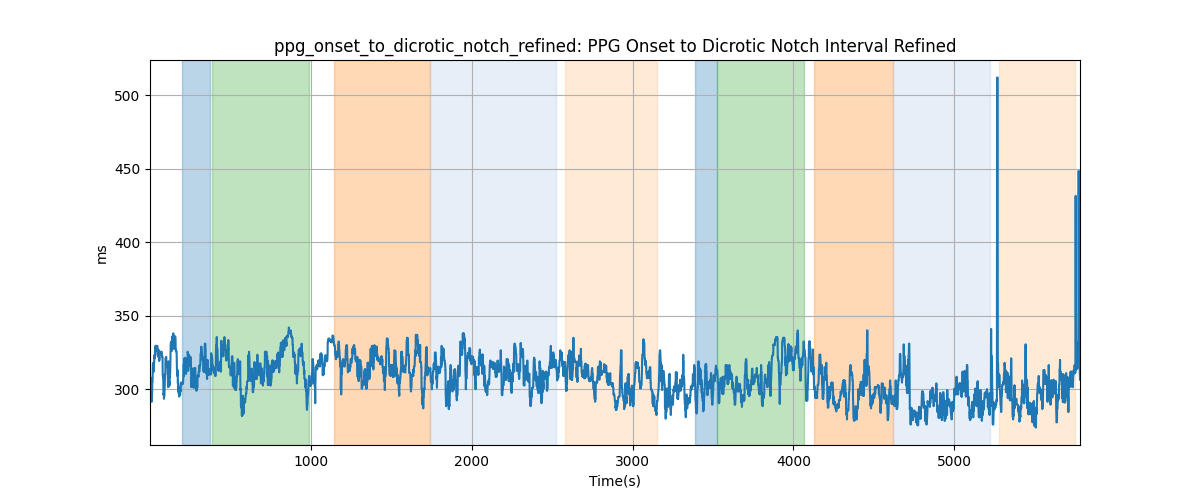 ppg_onset_to_dicrotic_notch_refined: PPG Onset to Dicrotic Notch Interval Refined
500
450
400
350
300
ms
1000 2000 3000 4000 5000
Time(s)